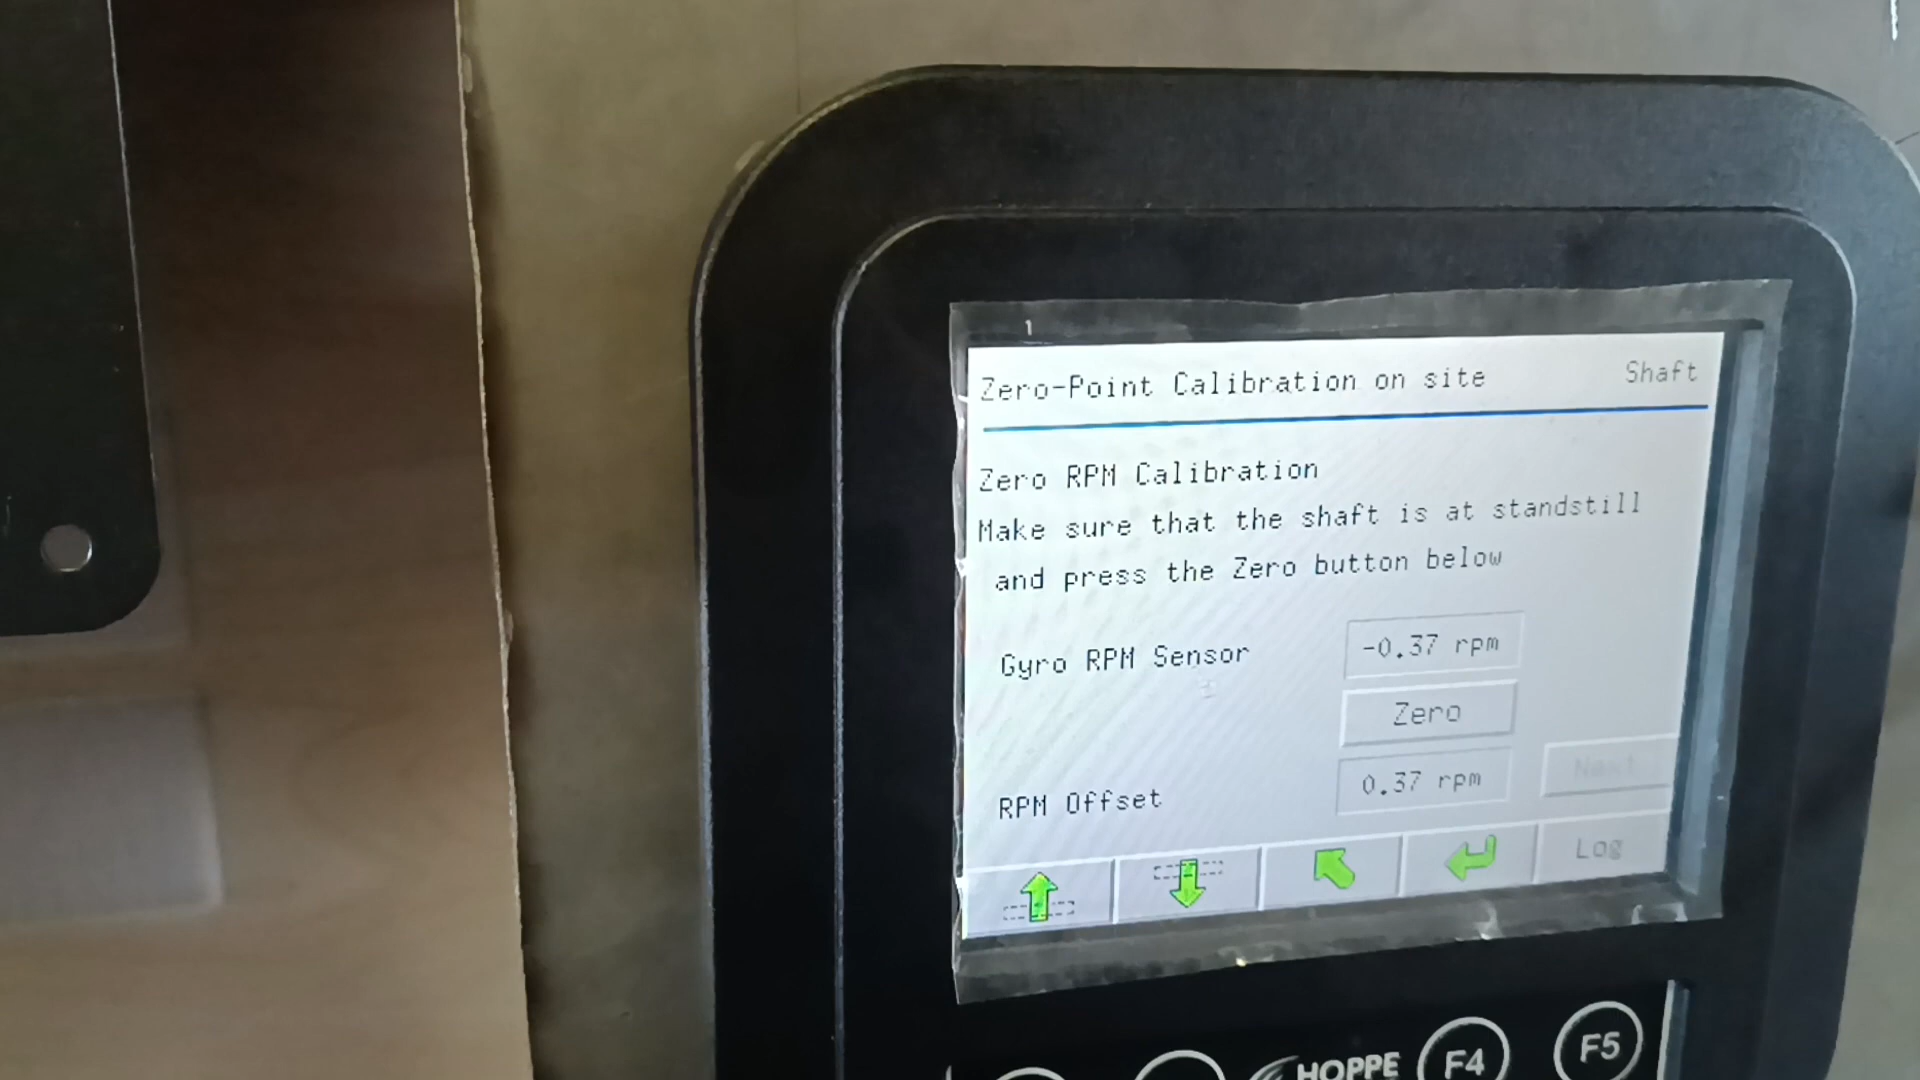 Zero-Point Calibration on site
Shaft
Zero RPM Calibration
Make sure that the shaft is at standstill
and press the Zero button below
Gyro RPM Sensor
-0.37 rpm
Zero
RPM Offset
0.37 rpm
Next
Log
HOPPE
F4
F5